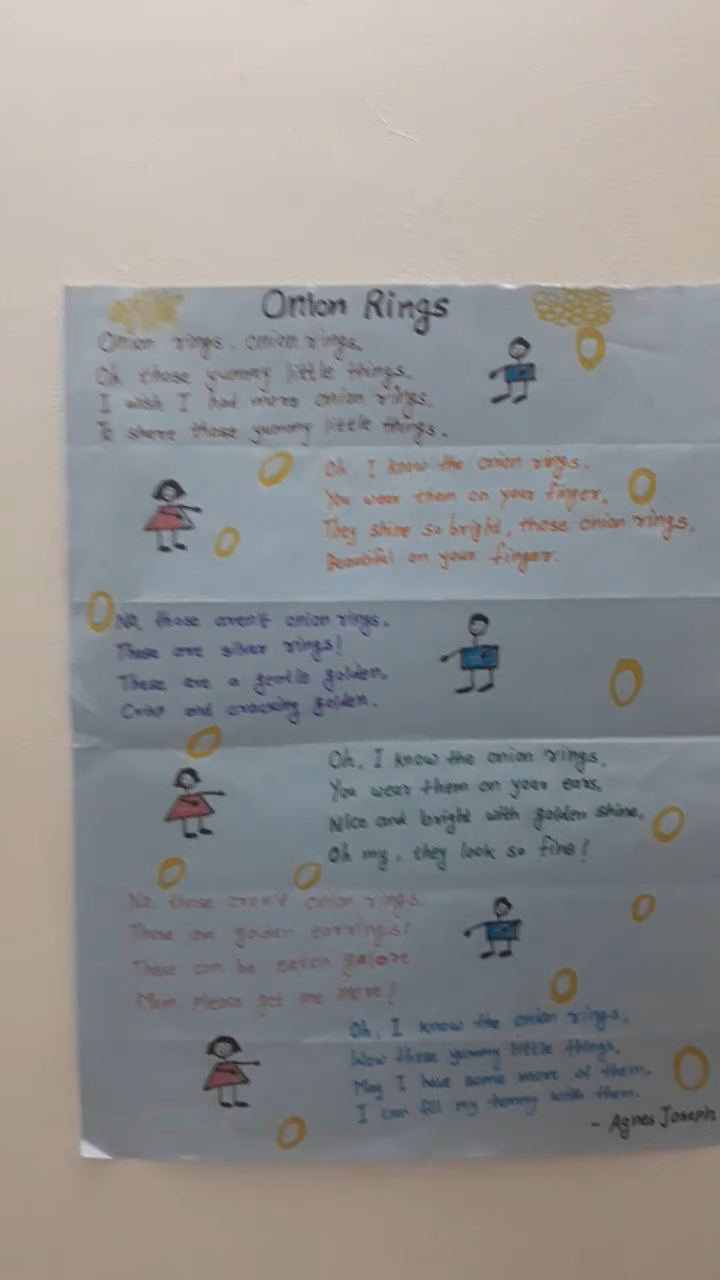 Onion Rings
Onion rings, onion rings,
Oh those yummy little things,
I wish I had more onion rings,
To share those yummy little things.
Oh, I know the onion rings,
You wear them on your finger,
They shine so bright, those onion rings,
Beautiful on your finger.
No, those aren't onion rings,
Those are silver rings!
These are a gentle golden,
Crisp and cracking golden.
Oh, I know the onion rings,
You wear them on your ears,
Nice and bright with golden shine,
Oh my, they look so fine!
No, those aren't onion rings,
Those are golden earrings!
These can be eaten galore
Mum please get me more!
Oh, I know the onion rings,
Wow these yummy little things,
May I have some more of them,
I can fill my tummy with them.
- Agnes Joseph